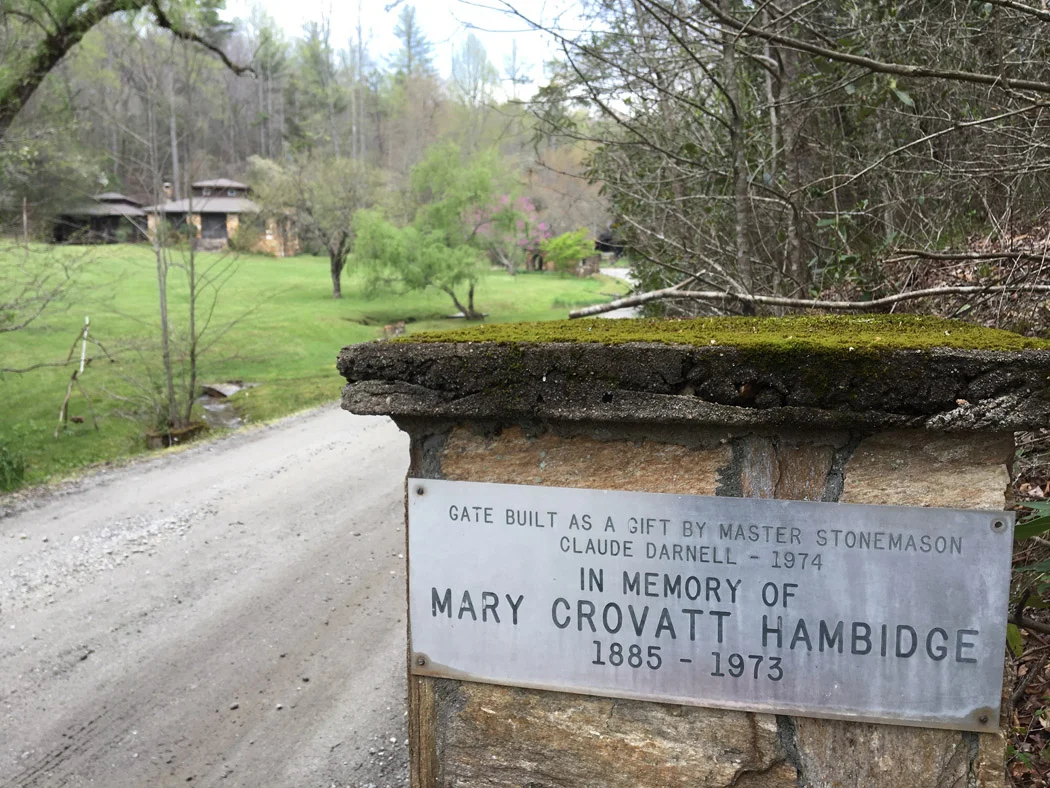 GATE BUILT AS A GIFT BY MASTER STONEMASON
CLAUDE DARNELL - 1974
IN MEMORY OF
MARY CROVATT HAMBIDGE
1885 - 1973